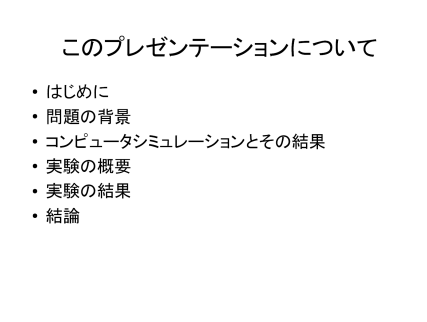 このプレゼンテーションについて
• はじめに
• 問題の背景
• コンピュータシミュレーションとその結果
• 実験の概要
• 実験の結果
• 結論